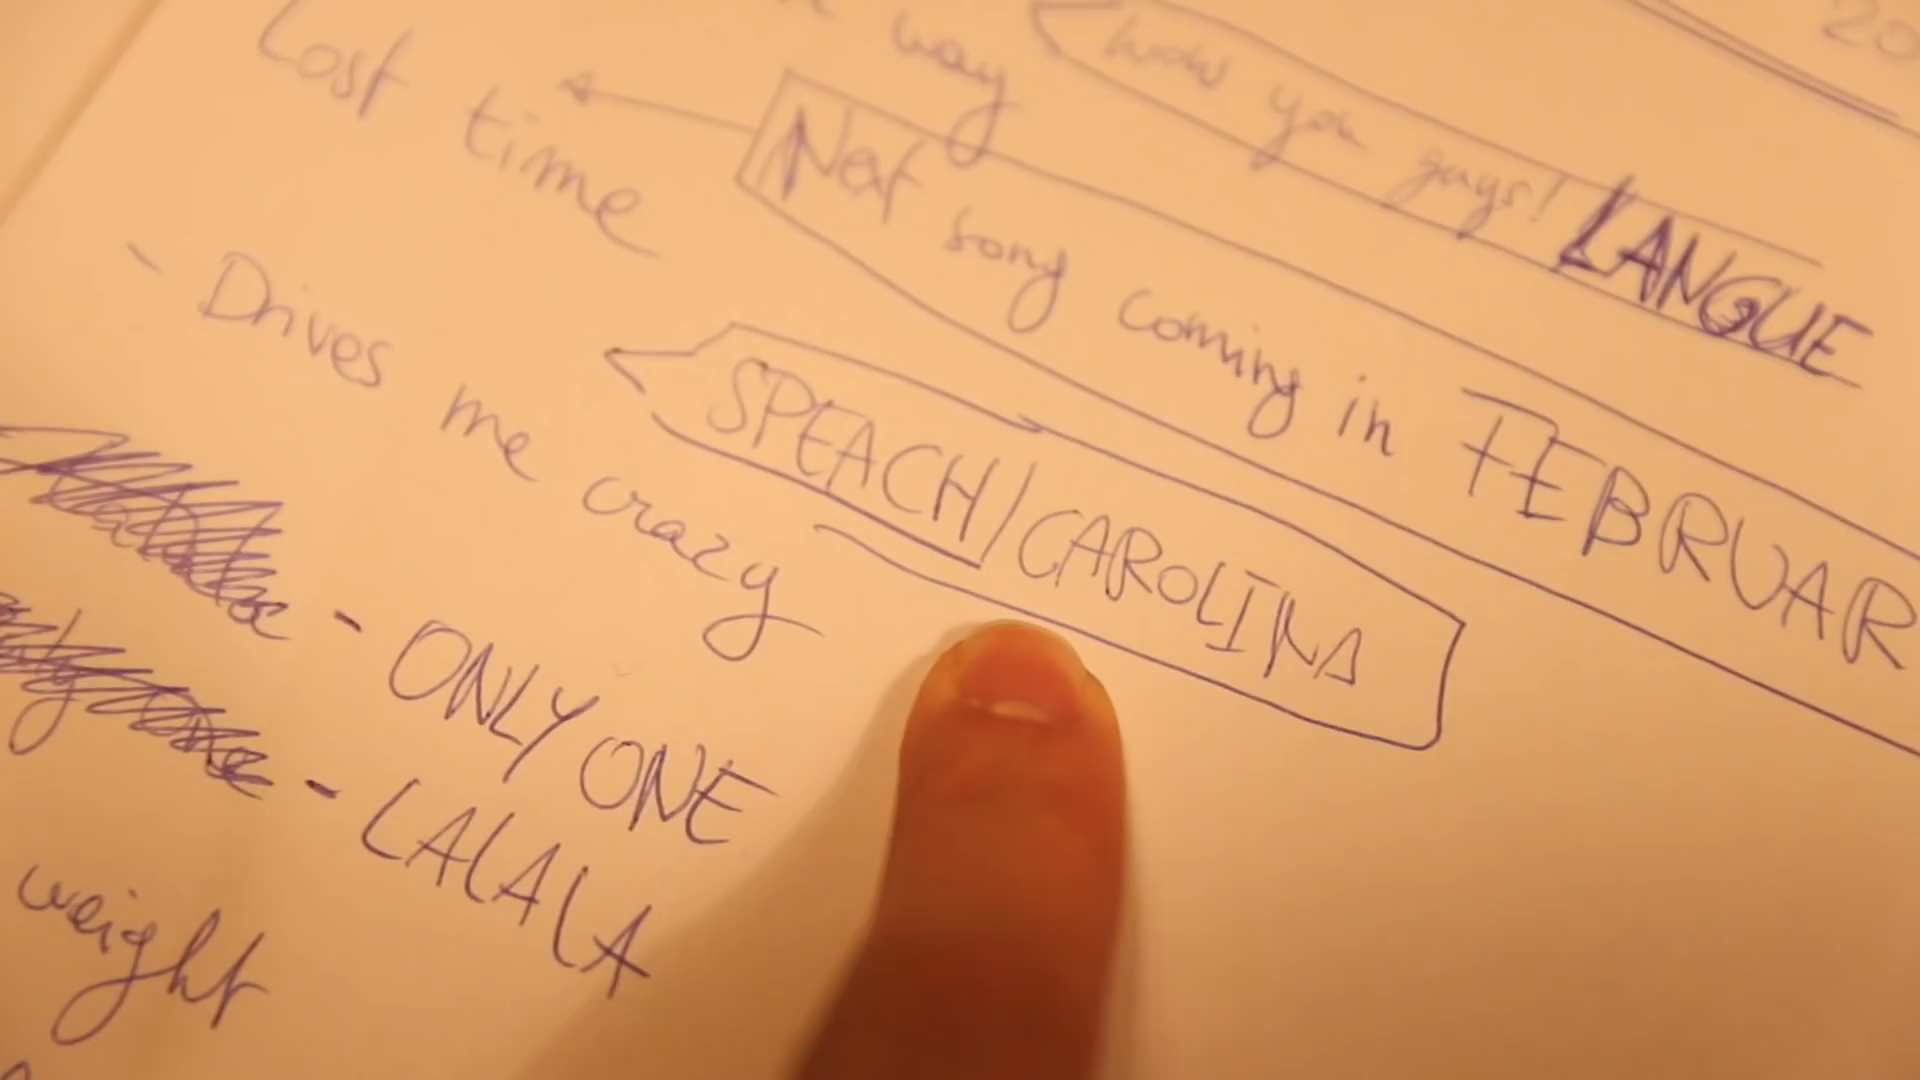 20
how you guys! LANGUE
way
Lost time
Next song coming in FEBRUAR
- Drives me crazy
SPEACH/CAROLINA
- ONLY ONE
- LALALA
weight